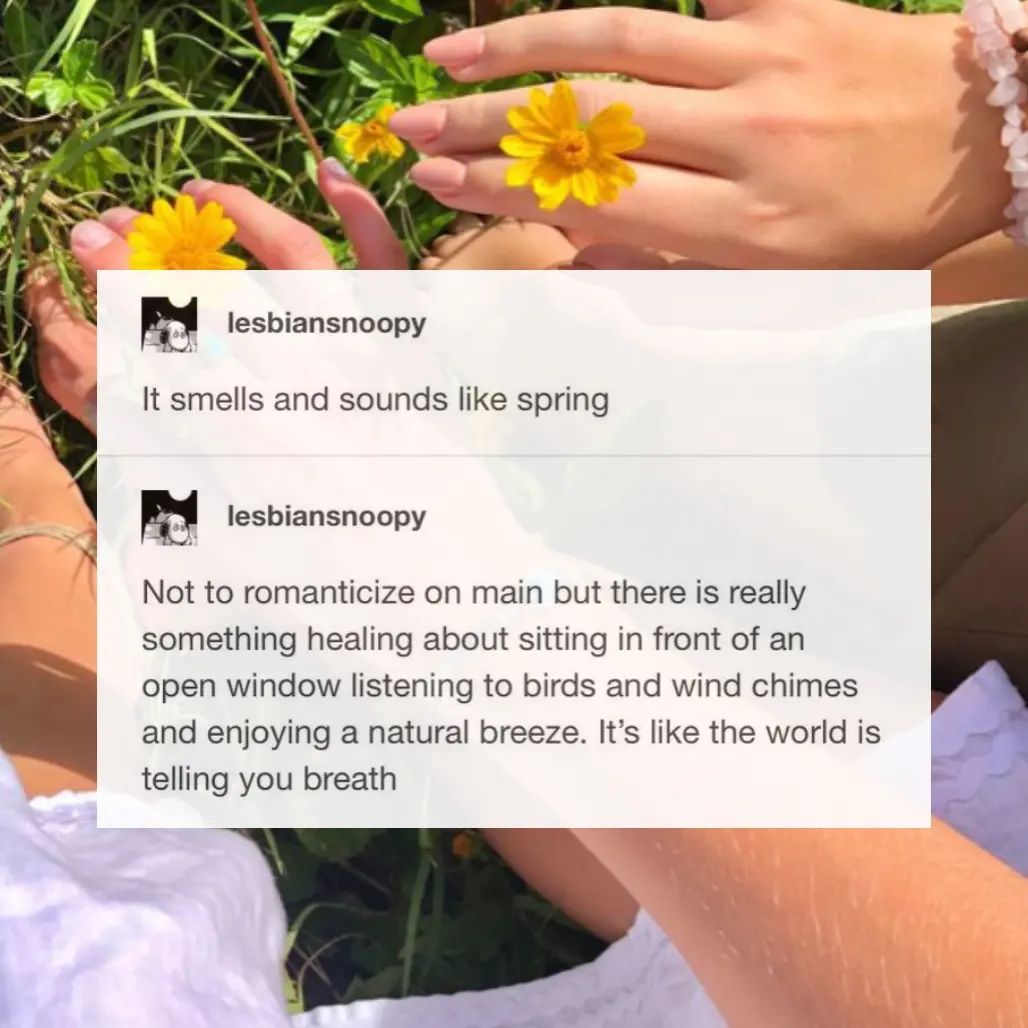 lesbiansnoopy
It smells and sounds like spring
lesbiansnoopy
Not to romanticize on main but there is really
something healing about sitting in front of an
open window listening to birds and wind chimes
and enjoying a natural breeze. It’s like the world is
telling you breath